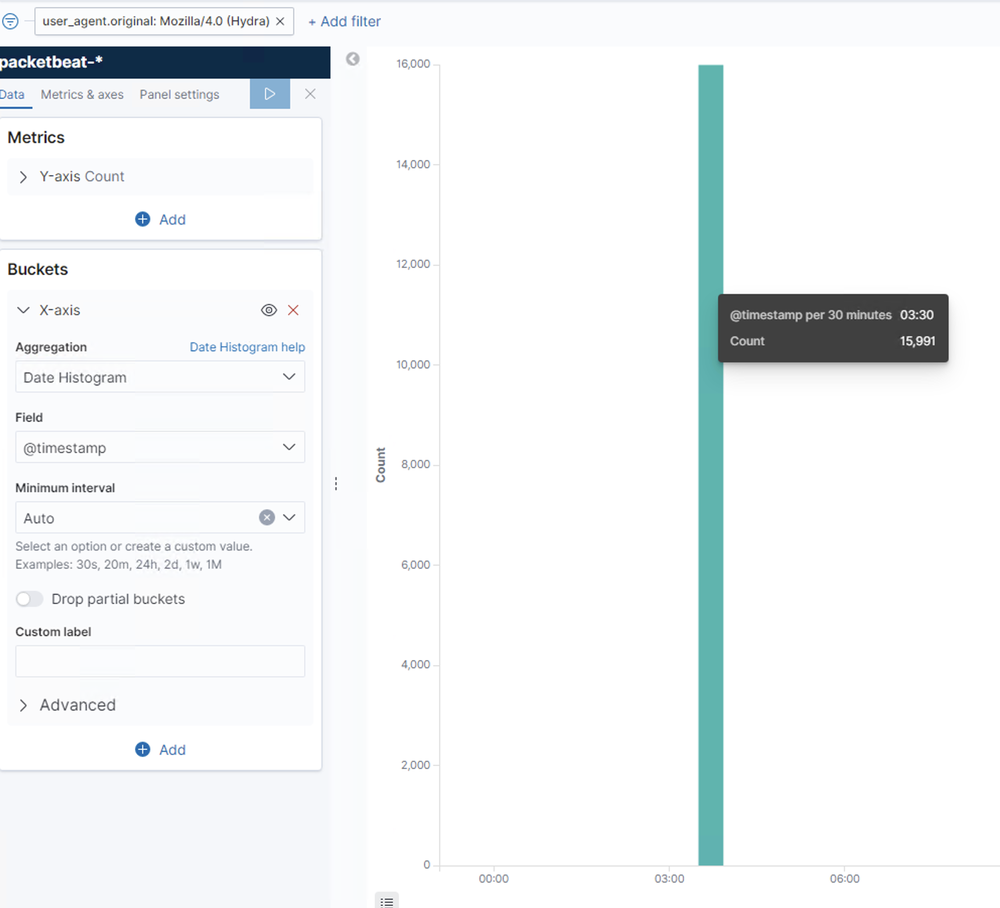 user_agent.original: Mozilla/4.0 (Hydra) ×
+ Add filter
packetbeat-*
Data Metrics & axes Panel settings
Metrics
Y-axis Count
Add
Buckets
X-axis
Aggregation Date Histogram help
Date Histogram
Field
@timestamp
Minimum interval
Auto
Select an option or create a custom value.
Examples: 30s, 20m, 24h, 2d, 1w, 1M
Drop partial buckets
Custom label
Advanced
Add
Count
16,000
14,000
12,000
10,000
8,000
6,000
4,000
2,000
0
00:00 03:00 06:00
@timestamp per 30 minutes 03:30
Count 15,991